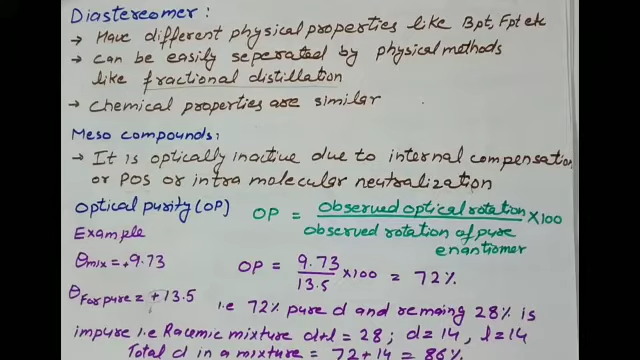 Diastereomer:
→ Have different physical properties like Bpt, Fpt etc
→ can be easily seperated by physical methods
like fractional distillation
→ chemical properties are similar
Meso compounds:
→ It is optically inactive due to internal compensation
or POS or intra molecular neutralization
Optical purity (OP) OP = observed optical rotation / observed rotation of pure enantiomer × 100
Example
θmix = +9.73 OP = 9.73 / 13.5 × 100 = 72%
θFor pure = +13.5 i.e 72% pure d and remaing 28% is
impure i.e Racemic mixture d+l = 28; d=14, l=14
Total d in a mixture = 72 + 14 = 86%